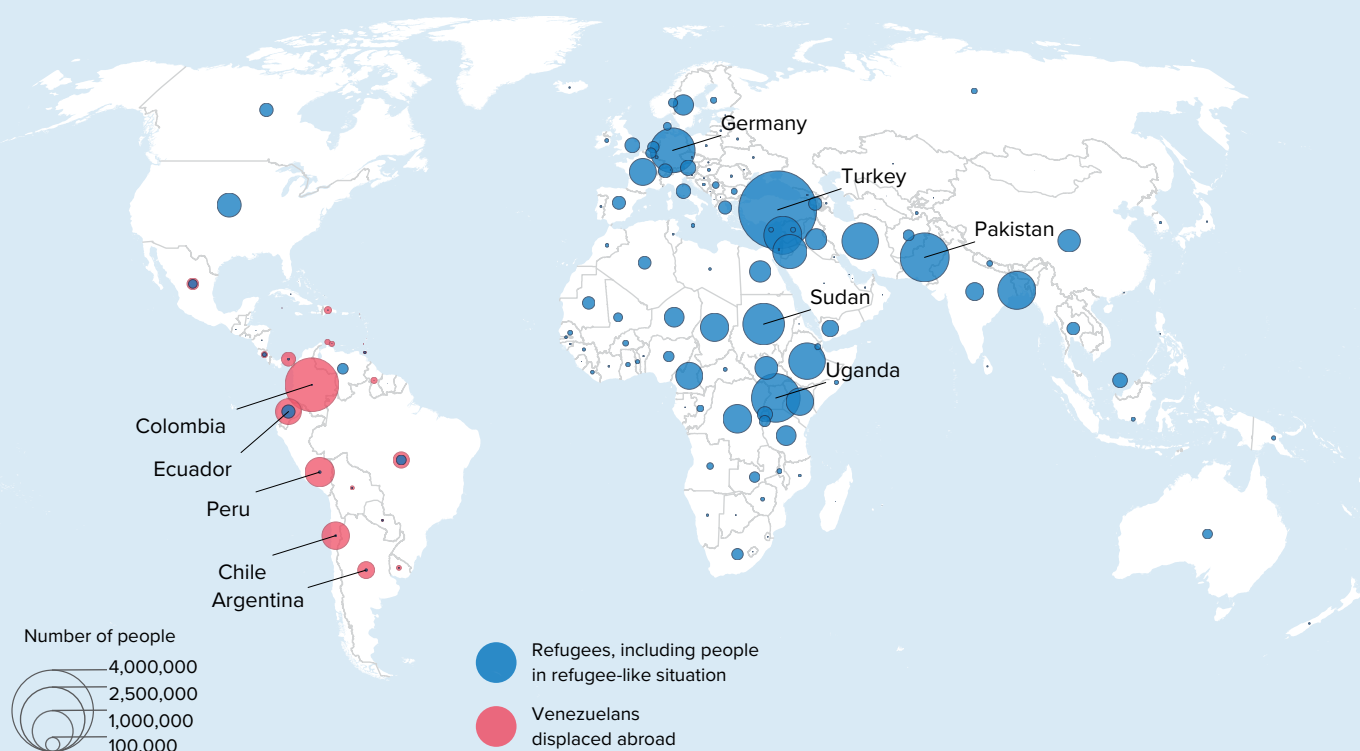 Germany
Turkey
Pakistan
Sudan
Uganda
Colombia
Ecuador
Peru
Chile
Argentina
Number of people
4,000,000
2,500,000
1,000,000
100,000
Refugees, including people
in refugee-like situation
Venezuelans
displaced abroad